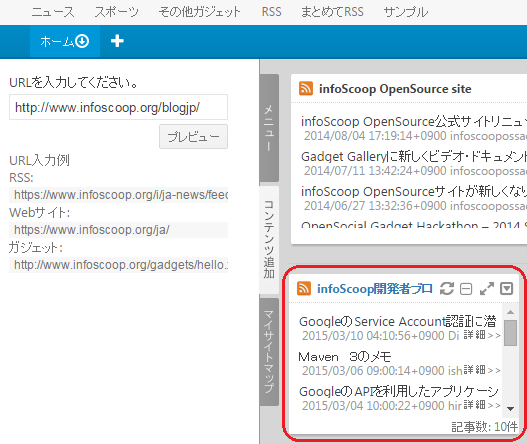 ニュース スポーツ その他ガジェット RSS まとめてRSS サンプル
ホーム
URLを入力してください。
http://www.infoscoop.org/blogjp/
プレビュー
URL入力例
RSS:
https://www.infoscoop.org/i/ja-news/feed
Webサイト:
https://www.infoscoop.org/ja/
ガジェット:
http://www.infoscoop.org/gadgets/hello.
メニュー
コンテンツ追加
マイサイトマップ
infoScoop OpenSource site
infoScoop OpenSource公式サイトリニュー
2014/08/04 17:19:14+0900 infoscoopossac
Gadget Galleryに新しくビデオ・ドキュメン
2014/07/11 13:42:24+0900 infoscoopossac
infoScoop OpenSourceサイトが新しくなり
2014/06/27 13:32:36+0900 infoscoopossac
OpenSocial Gadget Hackathon – 2014 S
infoScoop開発者ブロ
GoogleのService Account認証に潜
2015/03/10 04:10:56+0900 Di 詳細>>
Maven 3のメモ
2015/03/06 09:00:14+0900 ish 詳細>>
GoogleのAPIを利用したアプリケーシ
2015/03/04 10:00:22+0900 hir 詳細>>
記事数: 10件